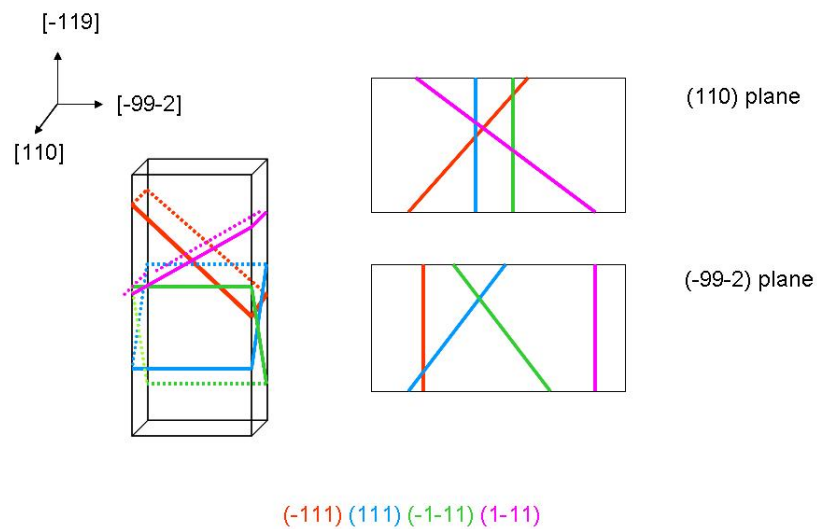 [-119]
[-99-2]
[110]
(110) plane
(-99-2) plane
(-111) (111) (-1-11) (1-11)